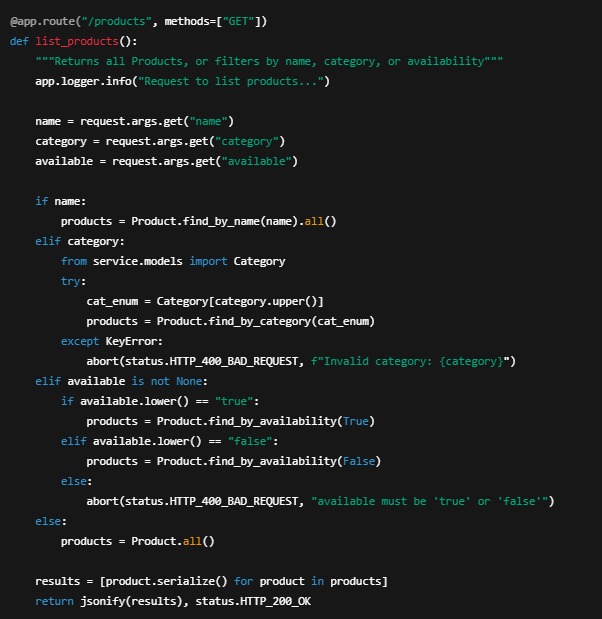 @app.route("/products", methods=["GET"])
def list_products():
    """Returns all Products, or filters by name, category, or availability"""
    app.logger.info("Request to list products...")

    name = request.args.get("name")
    category = request.args.get("category")
    available = request.args.get("available")

    if name:
        products = Product.find_by_name(name).all()
    elif category:
        from service.models import Category
        try:
            cat_enum = Category[category.upper()]
            products = Product.find_by_category(cat_enum)
        except KeyError:
            abort(status.HTTP_400_BAD_REQUEST, f"Invalid category: {category}")
    elif available is not None:
        if available.lower() == "true":
            products = Product.find_by_availability(True)
        elif available.lower() == "false":
            products = Product.find_by_availability(False)
        else:
            abort(status.HTTP_400_BAD_REQUEST, "available must be 'true' or 'false'")
    else:
        products = Product.all()

    results = [product.serialize() for product in products]
    return jsonify(results), status.HTTP_200_OK